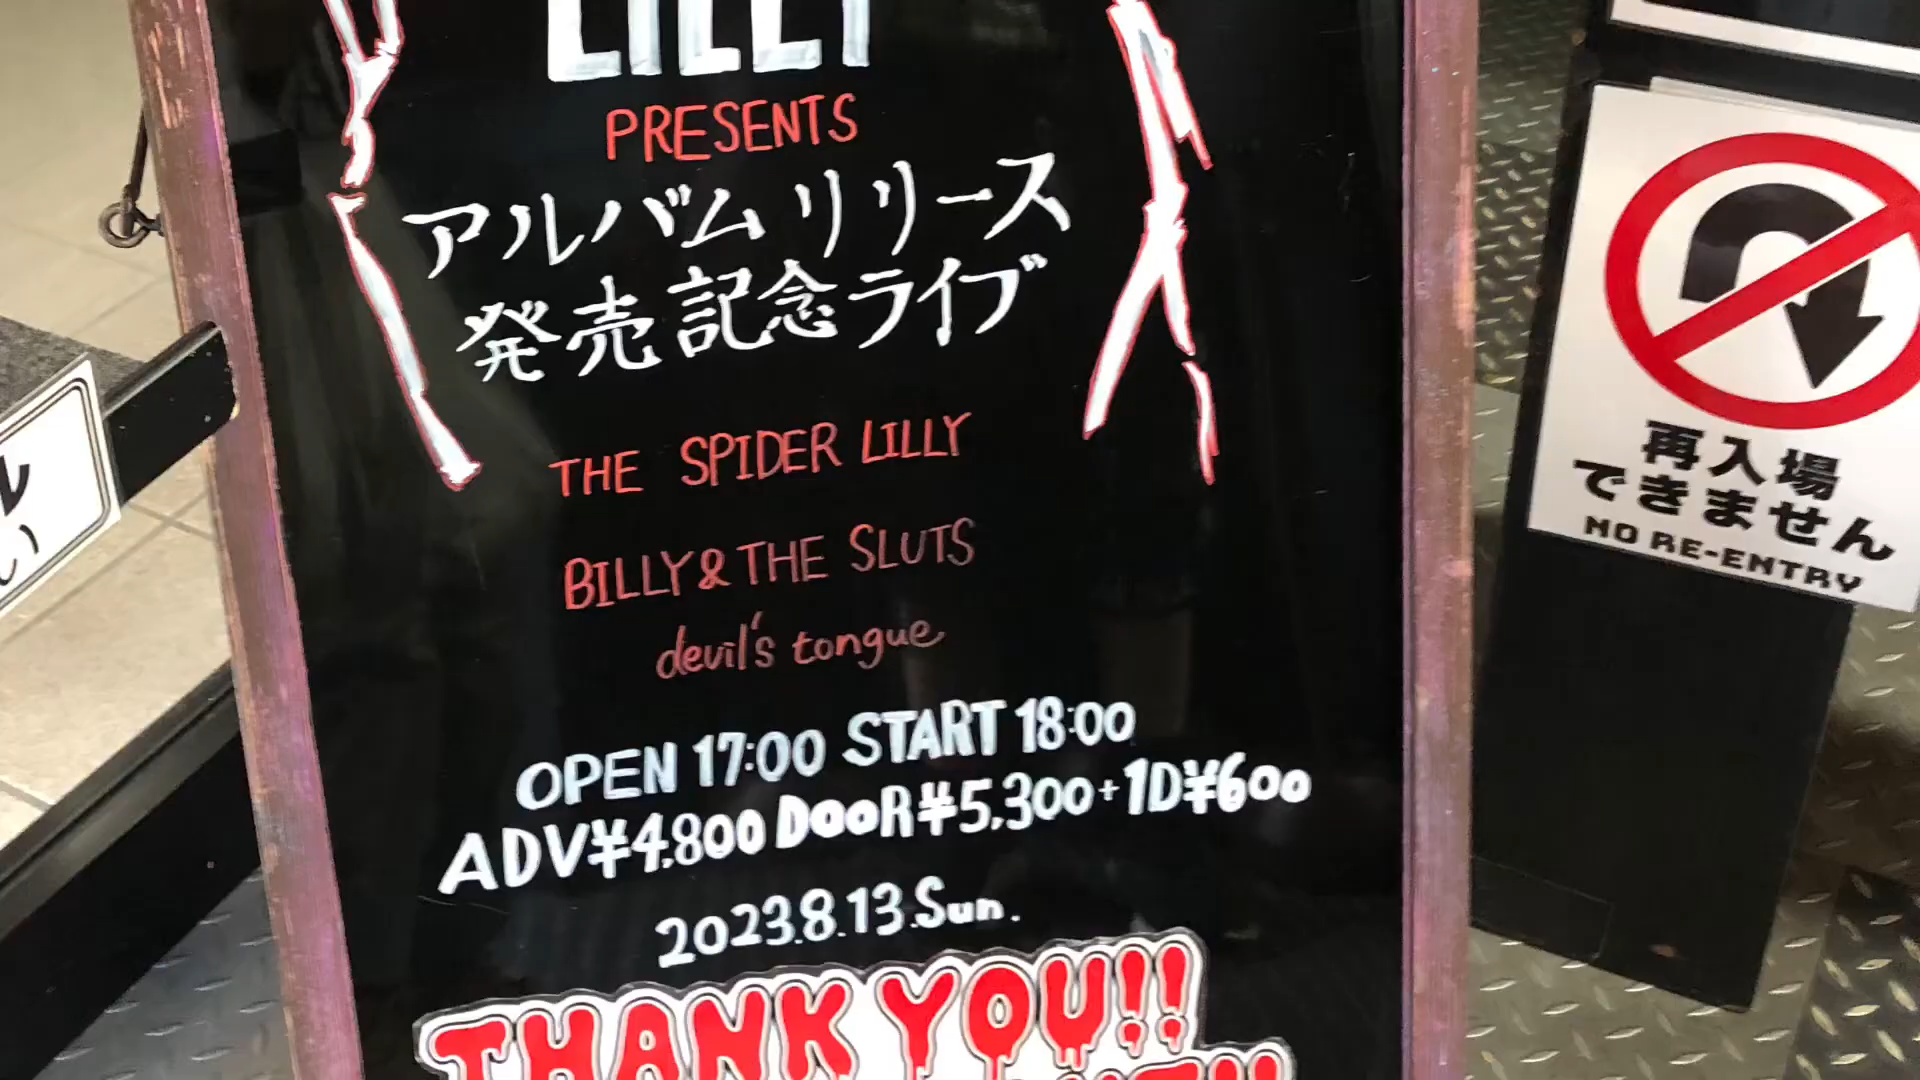 LILLY
PRESENTS
アルバムリリース
発売記念ライブ
THE SPIDER LILLY
BILLY & THE SLUTS
devil's tongue
OPEN 17:00 START 18:00
ADV¥4,800 DOOR¥5,300+1D¥600
2023.8.13.Sun.
THANK YOU!!
再入場
できません
NO RE-ENTRY